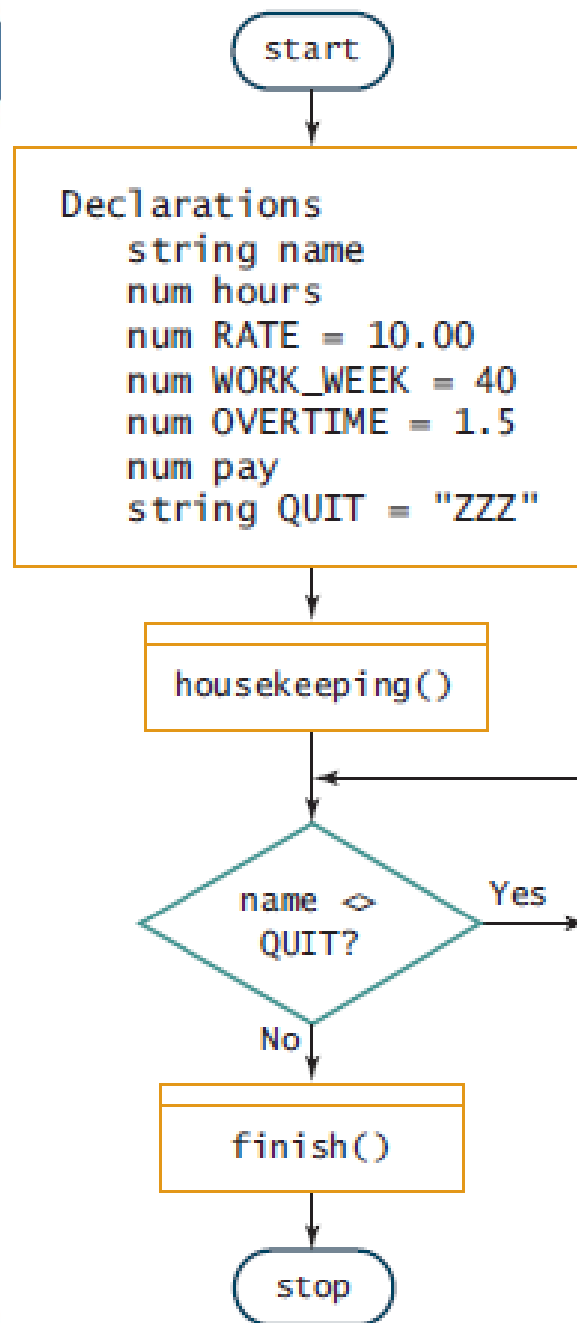 start
Declarations
string name
num hours
num RATE = 10.00
num WORK_WEEK = 40
num OVERTIME = 1.5
num pay
string QUIT = "ZZZ"
housekeeping()
name <>
QUIT?
Yes
No
finish()
stop